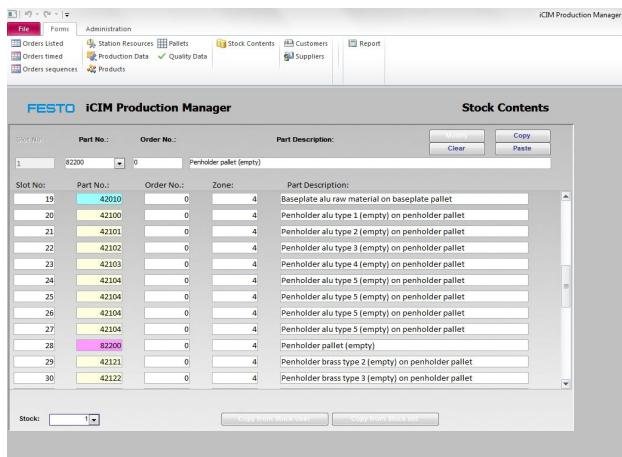 iCIM Production Manager
File Forms Administration
Orders Listed Station Resources Pallets Stock Contents Customers Report
Orders timed Production Data Quality Data Suppliers
Orders sequences Products
FESTO iCIM Production Manager Stock Contents
Slot No: Part No.: Order No.: Part Description: Modify Copy
Clear Paste
1 82200 0 Penholder pallet (empty)
Slot No: Part No.: Order No.: Zone: Part Description:
19 42010 0 4 Baseplate alu raw material on baseplate pallet
20 42100 0 4 Penholder alu type 1 (empty) on penholder pallet
21 42101 0 4 Penholder alu type 2 (empty) on penholder pallet
22 42102 0 4 Penholder alu type 3 (empty) on penholder pallet
23 42103 0 4 Penholder alu type 4 (empty) on penholder pallet
24 42104 0 4 Penholder alu type 5 (empty) on penholder pallet
25 42104 0 4 Penholder alu type 5 (empty) on penholder pallet
26 42104 0 4 Penholder alu type 5 (empty) on penholder pallet
27 42104 0 4 Penholder alu type 5 (empty) on penholder pallet
28 82200 0 4 Penholder pallet (empty)
29 42121 0 4 Penholder brass type 2 (empty) on penholder pallet
30 42122 0 4 Penholder brass type 3 (empty) on penholder pallet
Stock: 1 Copy from Stock Copy from Stock